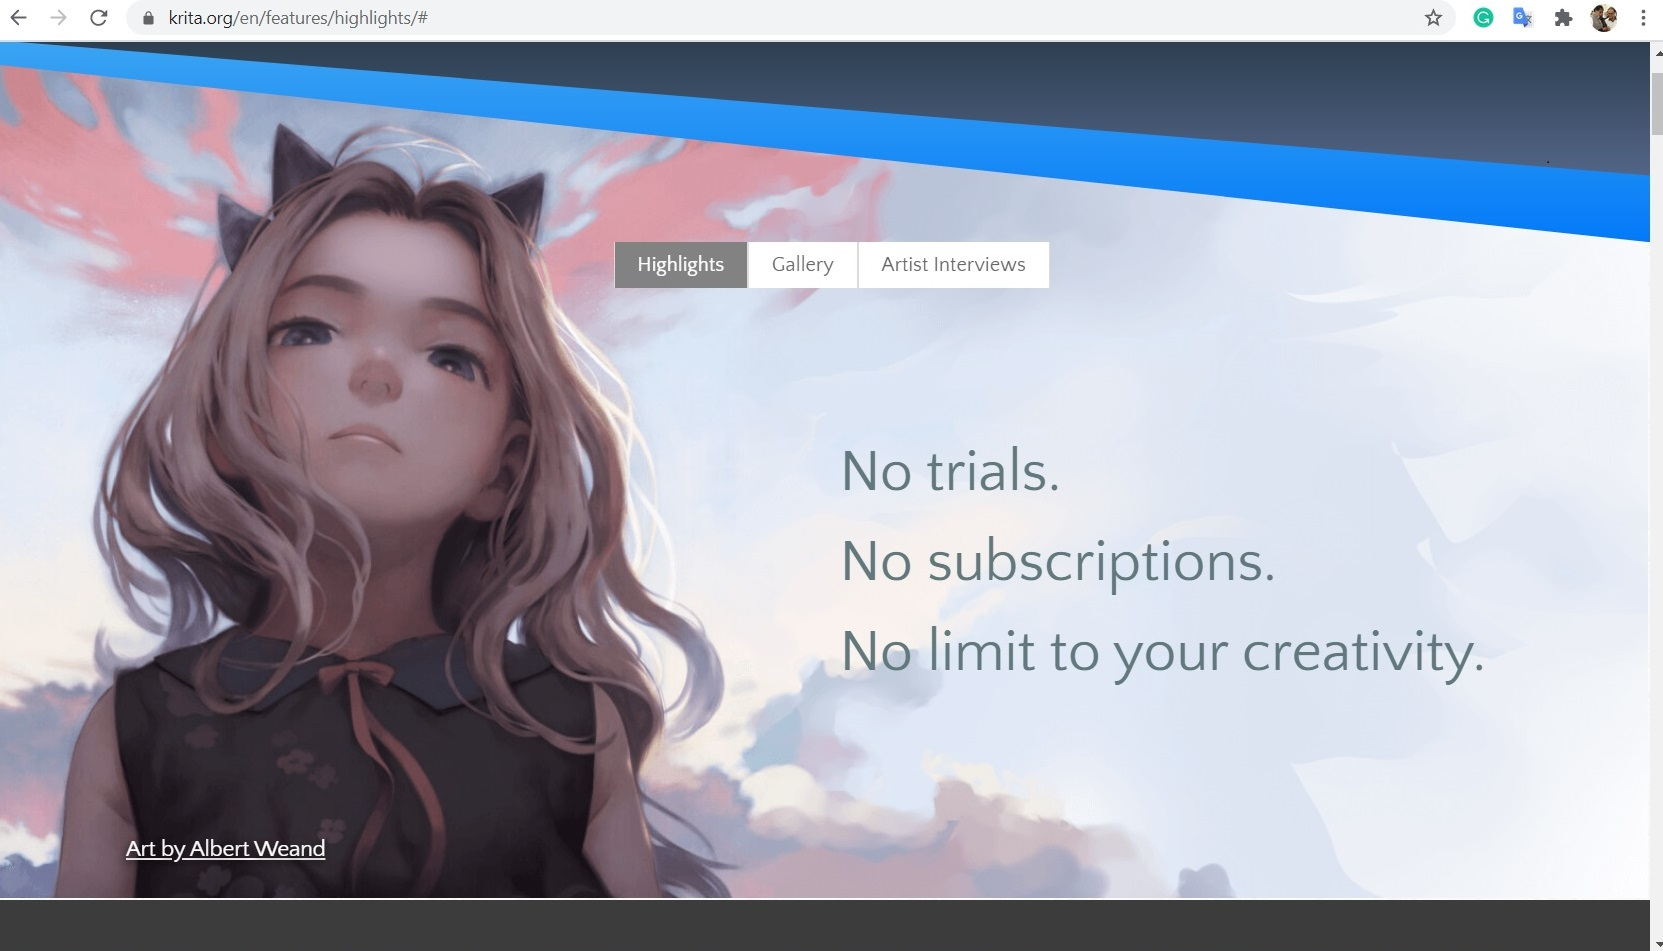 krita.org/en/features/highlights/#
Highlights
Gallery
Artist Interviews
No trials.
No subscriptions.
No limit to your creativity.
Art by Albert Weand